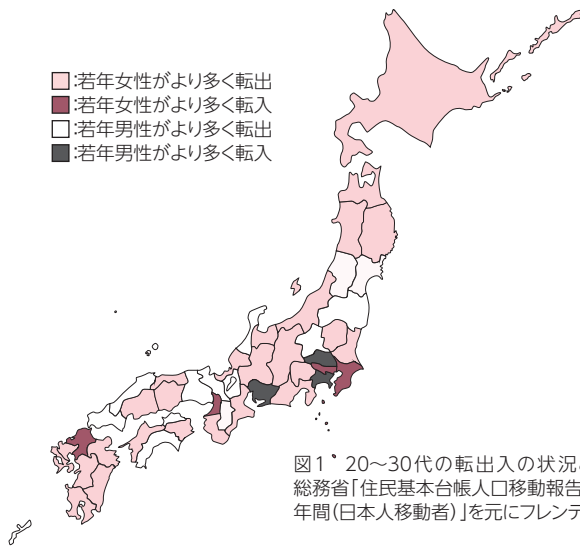 :若年女性がより多く転出
:若年女性がより多く転入
:若年男性がより多く転出
:若年男性がより多く転入
図1 20〜30代の転出入の状況
総務省「住民基本台帳人口移動報告
年間(日本人移動者)」を元にフレンテ